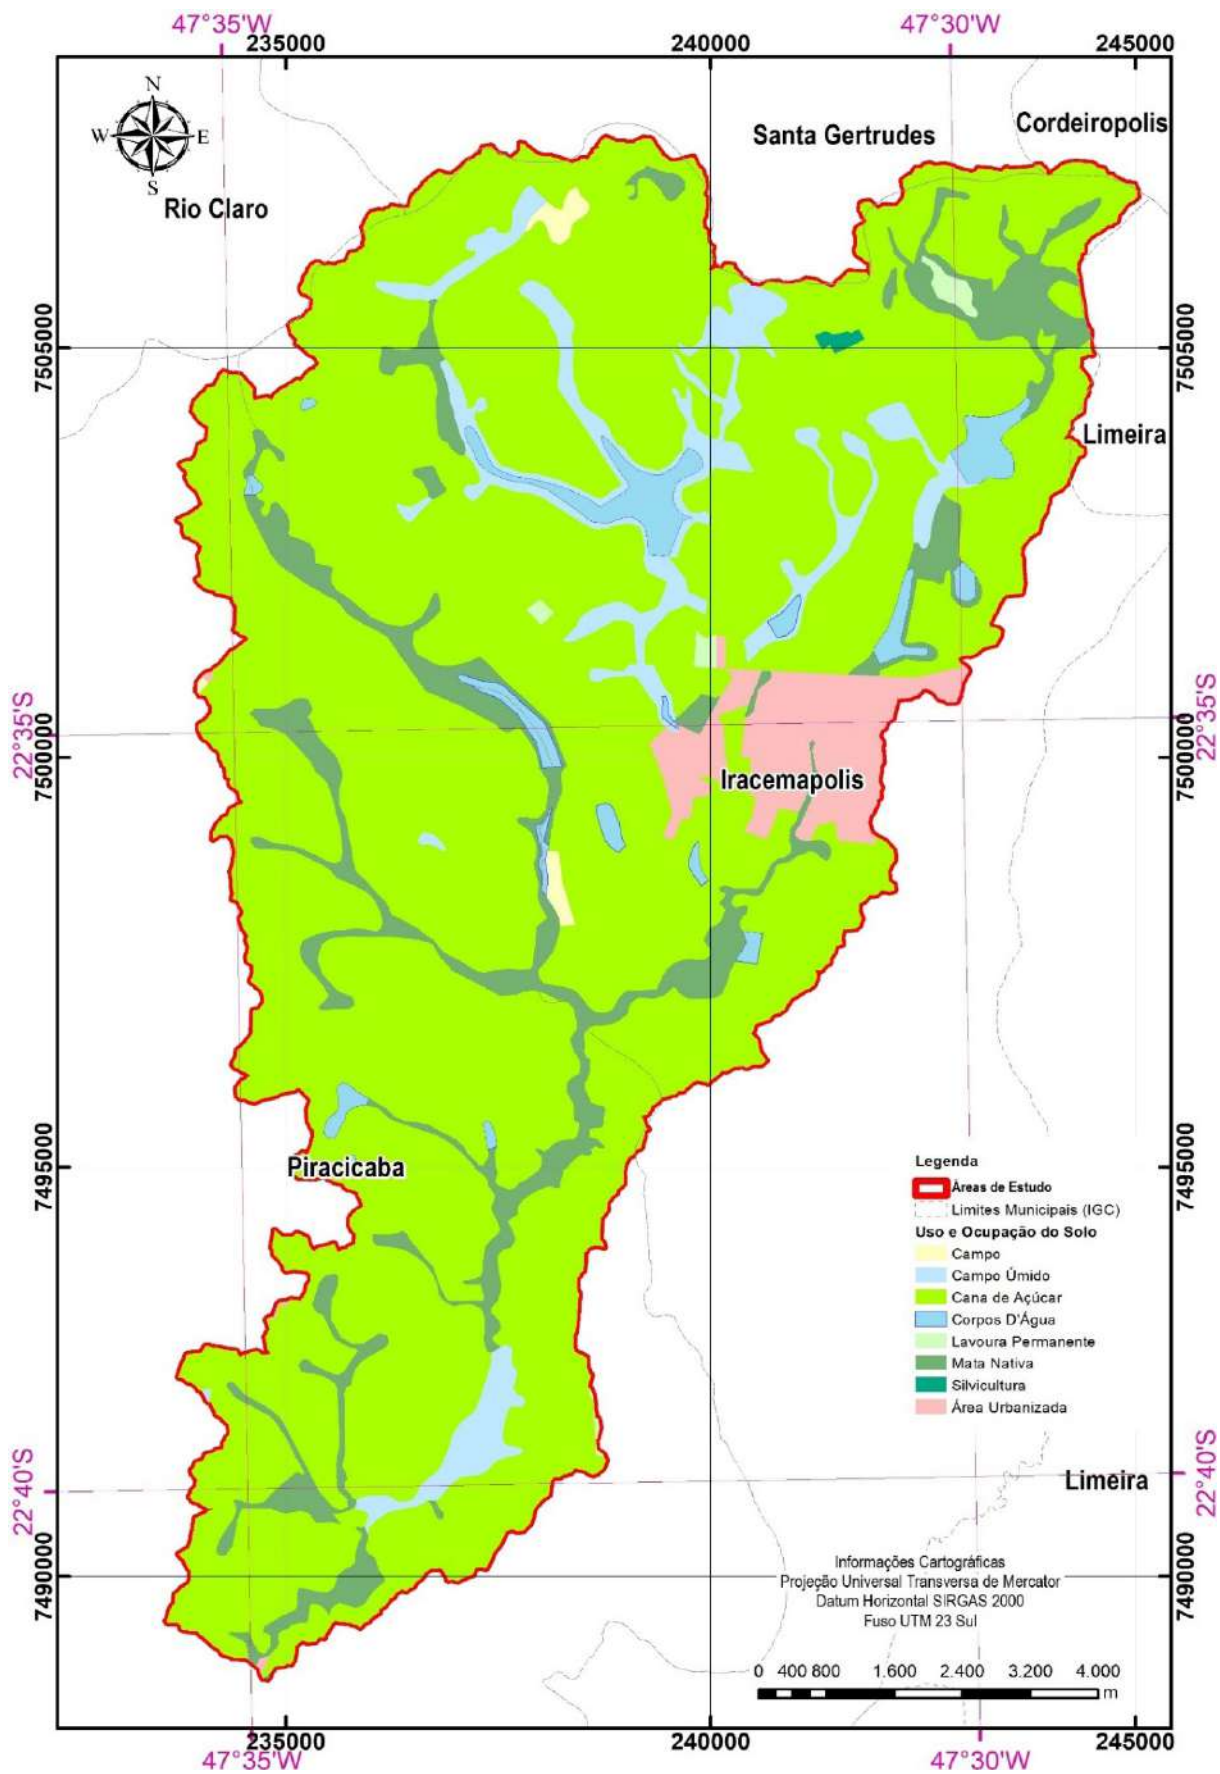 47°35'W
47°30'W
235000
240000
245000
N
W
E
S
Rio Claro
Santa Gertrudes
Cordeiropolis
7505000
7505000
Limeira
22°35'S
22°35'S
7500000
7500000
Iracemapolis
7495000
7495000
Piracicaba
Legenda
Áreas de Estudo
Limites Municipais (IGC)
Uso e Ocupação do Solo
Campo
Campo Úmido
Cana de Açúcar
Corpos D'Água
Lavoura Permanente
Mata Nativa
Silvicultura
Área Urbanizada
22°40'S
22°40'S
Limeira
7490000
7490000
Informações Cartográficas
Projeção Universal Transversa de Mercator
Datum Horizontal SIRGAS 2000
Fuso UTM 23 Sul
0 400 800 1.600 2.400 3.200 4.000
m
235000
240000
245000
47°35'W
47°30'W